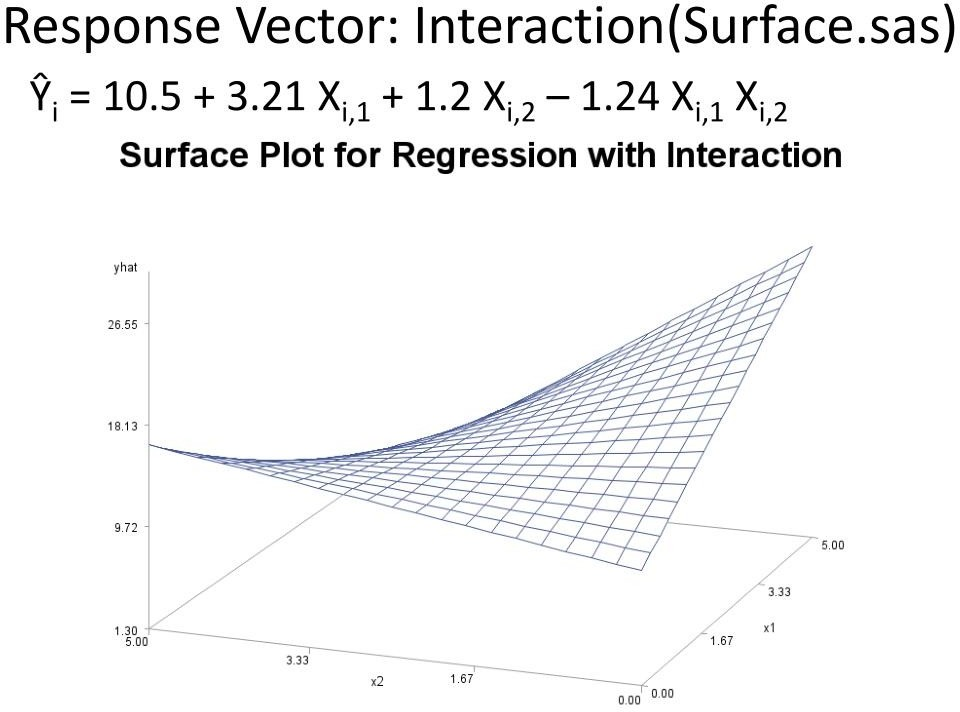 Response Vector: Interaction(Surface.sas)
Ŷi = 10.5 + 3.21 Xi,1 + 1.2 Xi,2 – 1.24 Xi,1 Xi,2
Surface Plot for Regression with Interaction
yhat
26.55
18.13
9.72
1.30
5.00
3.33
x2
1.67
0.00
0.00
1.67
x1
3.33
5.00